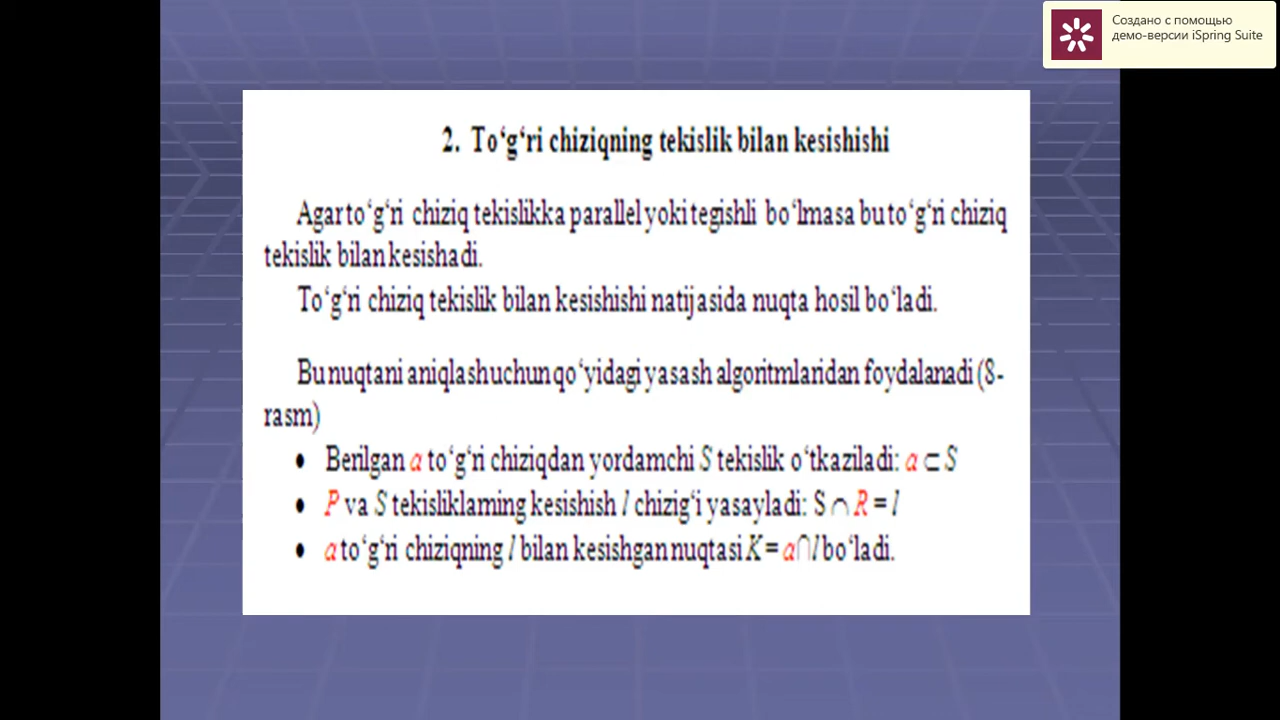 Создано с помощью
демо-версии iSpring Suite
2. To‘g‘ri chiziqning tekislik bilan kesishishi
Agar to‘g‘ri chiziq tekislikka parallel yoki tegishli bo‘lmasa bu to‘g‘ri chiziq
tekislik bilan kesishadi.
To‘g‘ri chiziq tekislik bilan kesishishi natijasida nuqta hosil bo‘ladi.
Bu nuqtani aniqlash uchun qo‘yidagi yasash algoritmlaridan foydalanadi (8-
rasm)
• Berilgan a to‘g‘ri chiziqdan yordamchi S tekislik o‘tkaziladi: a ⊂ S
• P va S tekisliklarning kesishish l chizig‘i yasayladi: S ∩ R = l
• a to‘g‘ri chiziqning l bilan kesishgan nuqtasi K = a∩l bo‘ladi.